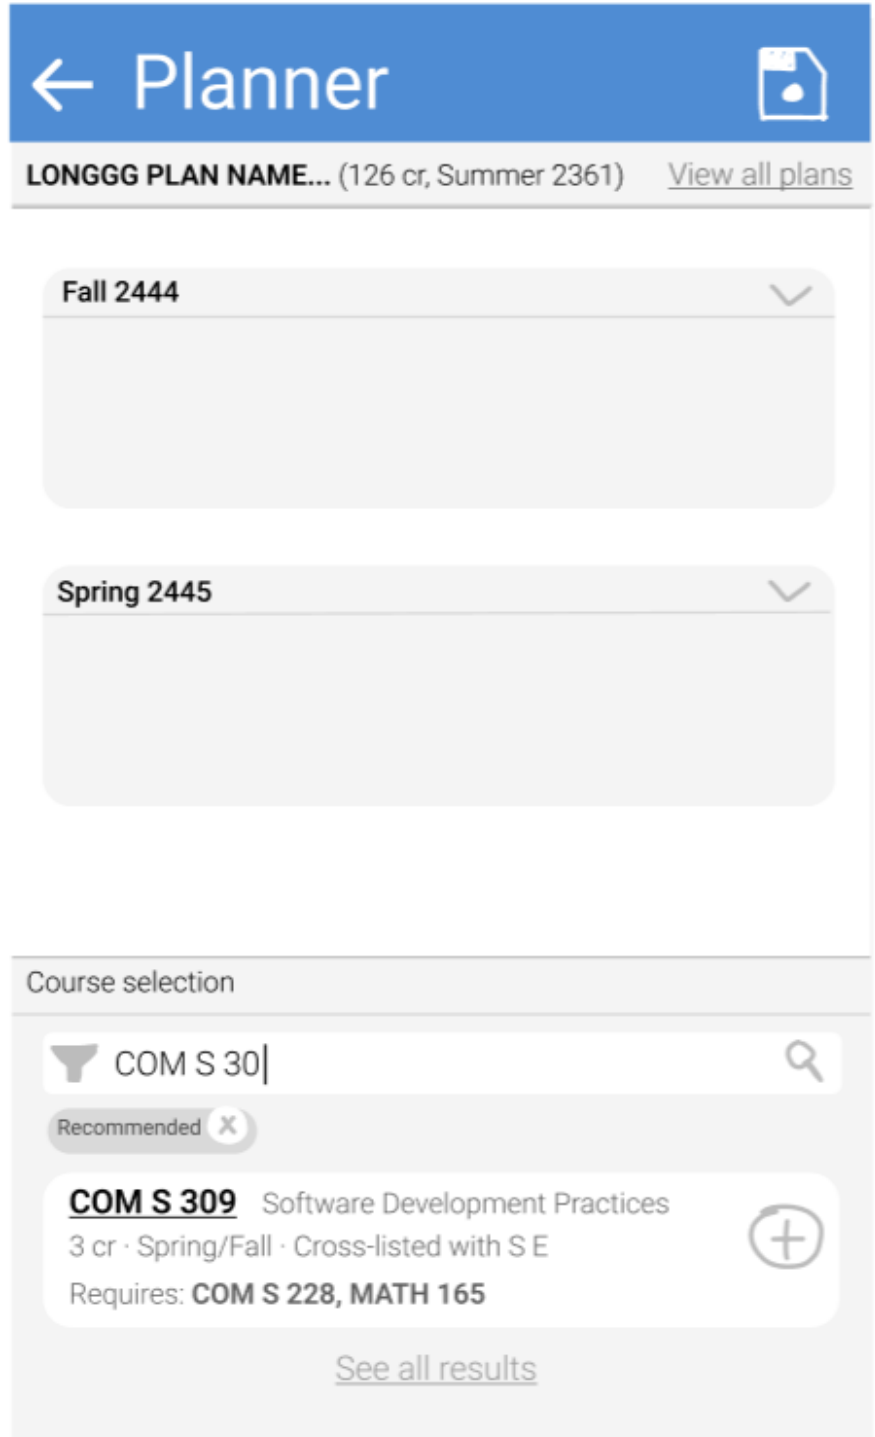 Planner
LONGGG PLAN NAME... (126 cr, Summer 2361) View all plans
Fall 2444
Spring 2445
Course selection
COM S 30
Recommended x
COM S 309 Software Development Practices
3 cr · Spring/Fall · Cross-listed with S E
Requires: COM S 228, MATH 165
See all results